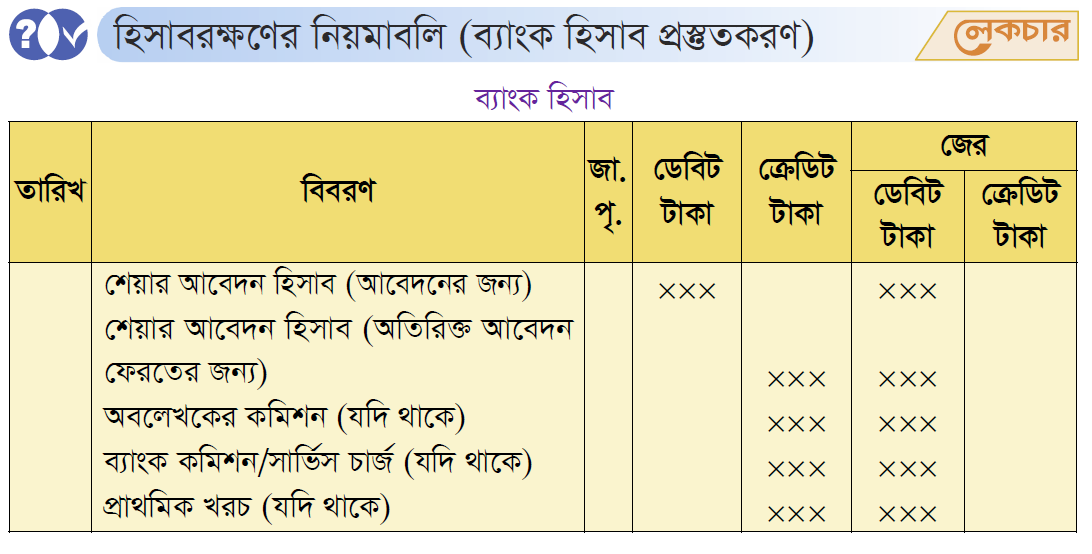 ?
হিসাবরক্ষণের নিয়মাবলি (ব্যাংক হিসাব প্রস্তুতকরণ)
লেকচার
ব্যাংক হিসাব
তারিখ বিবরণ জা. পৃ. ডেবিট টাকা ক্রেডিট টাকা জের
ডেবিট টাকা ক্রেডিট টাকা
শেয়ার আবেদন হিসাব (আবেদনের জন্য) ××× ×××
শেয়ার আবেদন হিসাব (অতিরিক্ত আবেদন
ফেরতের জন্য) ××× ×××
অবলেখকের কমিশন (যদি থাকে) ××× ×××
ব্যাংক কমিশন/সার্ভিস চার্জ (যদি থাকে) ××× ×××
প্রাথমিক খরচ (যদি থাকে) ××× ×××